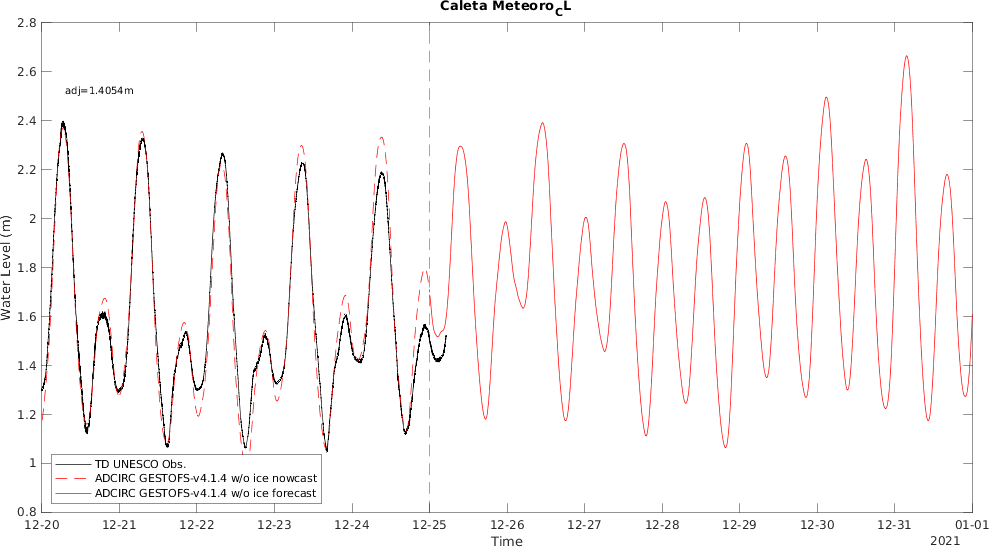 Caleta Meteoro_CL
2.8
2.6
2.4
2.2
2
1.8
1.6
1.4
1.2
1
0.8
Water Level (m)
adj=1.4054m
TD UNESCO Obs.
ADCIRC GESTOFS-v4.1.4 w/o ice nowcast
ADCIRC GESTOFS-v4.1.4 w/o ice forecast
12-20 12-21 12-22 12-23 12-24 12-25 12-26 12-27 12-28 12-29 12-30 12-31 01-01
Time
2021